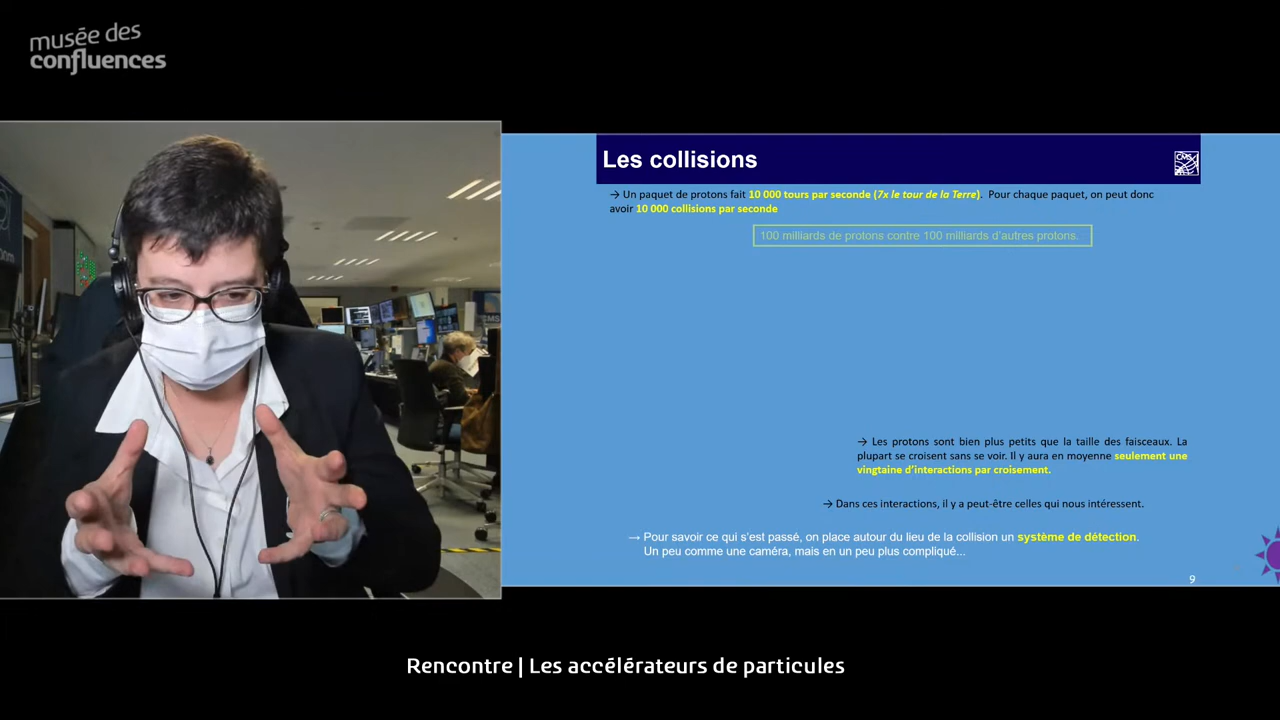 musée des
confluences
Les collisions
CMS
→ Un paquet de protons fait 10 000 tours par seconde (7x le tour de la Terre). Pour chaque paquet, on peut donc
avoir 10 000 collisions par seconde
100 milliards de protons contre 100 milliards d'autres protons.
→ Les protons sont bien plus petits que la taille des faisceaux. La
plupart se croisent sans se voir. Il y aura en moyenne seulement une
vingtaine d'interactions par croisement.
→ Dans ces interactions, il y a peut-être celles qui nous intéressent.
→ Pour savoir ce qui s'est passé, on place autour du lieu de la collision un système de détection.
Un peu comme une caméra, mais en un peu plus compliqué...
9
Rencontre | Les accélérateurs de particules